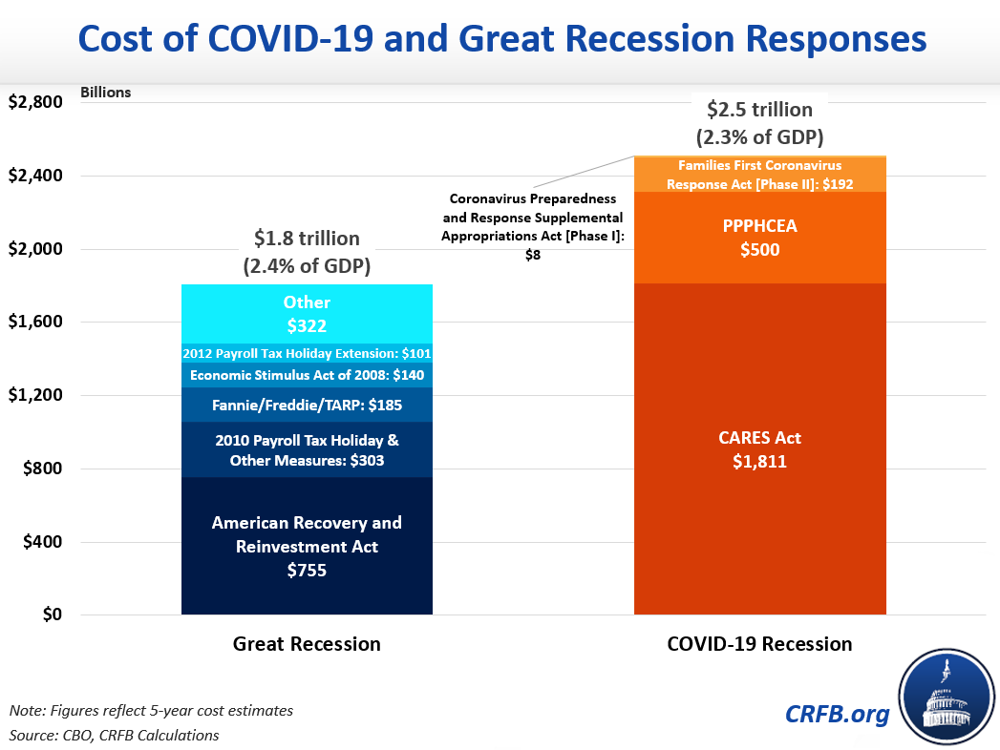 Cost of COVID-19 and Great Recession Responses
Billions
$2,800
$2,400
$2,000
$1,600
$1,200
$800
$400
$0
$1.8 trillion
(2.4% of GDP)
Other
$322
2012 Payroll Tax Holiday Extension: $101
Economic Stimulus Act of 2008: $140
Fannie/Freddie/TARP: $185
2010 Payroll Tax Holiday &
Other Measures: $303
American Recovery and
Reinvestment Act
$755
Coronavirus Preparedness
and Response Supplemental
Appropriations Act [Phase I]:
$8
$2.5 trillion
(2.3% of GDP)
Families First Coronavirus
Response Act [Phase II]: $192
PPPHCEA
$500
CARES Act
$1,811
Great Recession
COVID-19 Recession
Note: Figures reflect 5-year cost estimates
Source: CBO, CRFB Calculations
CRFB.org